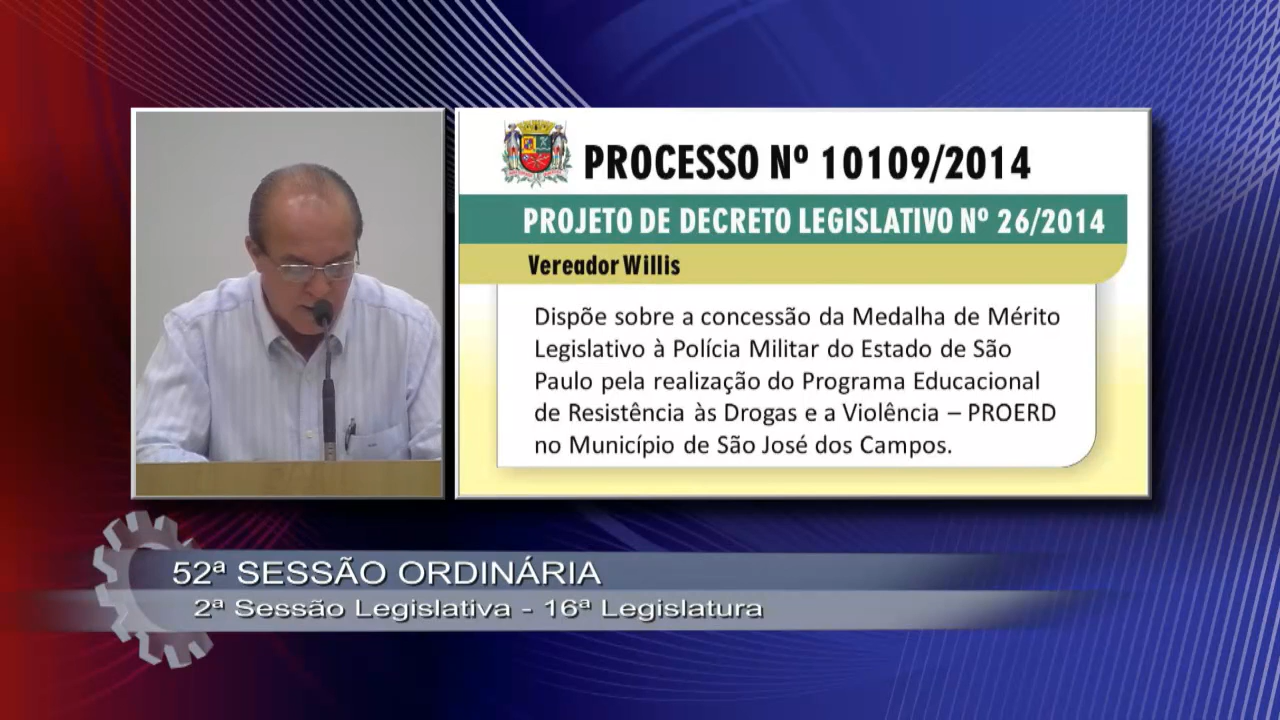 PROCESSO Nº 10109/2014
PROJETO DE DECRETO LEGISLATIVO Nº 26/2014
Vereador Willis
Dispõe sobre a concessão da Medalha de Mérito
Legislativo à Polícia Militar do Estado de São
Paulo pela realização do Programa Educacional
de Resistência às Drogas e a Violência – PROERD
no Município de São José dos Campos.
52ª SESSÃO ORDINÁRIA
2ª Sessão Legislativa - 16ª Legislatura